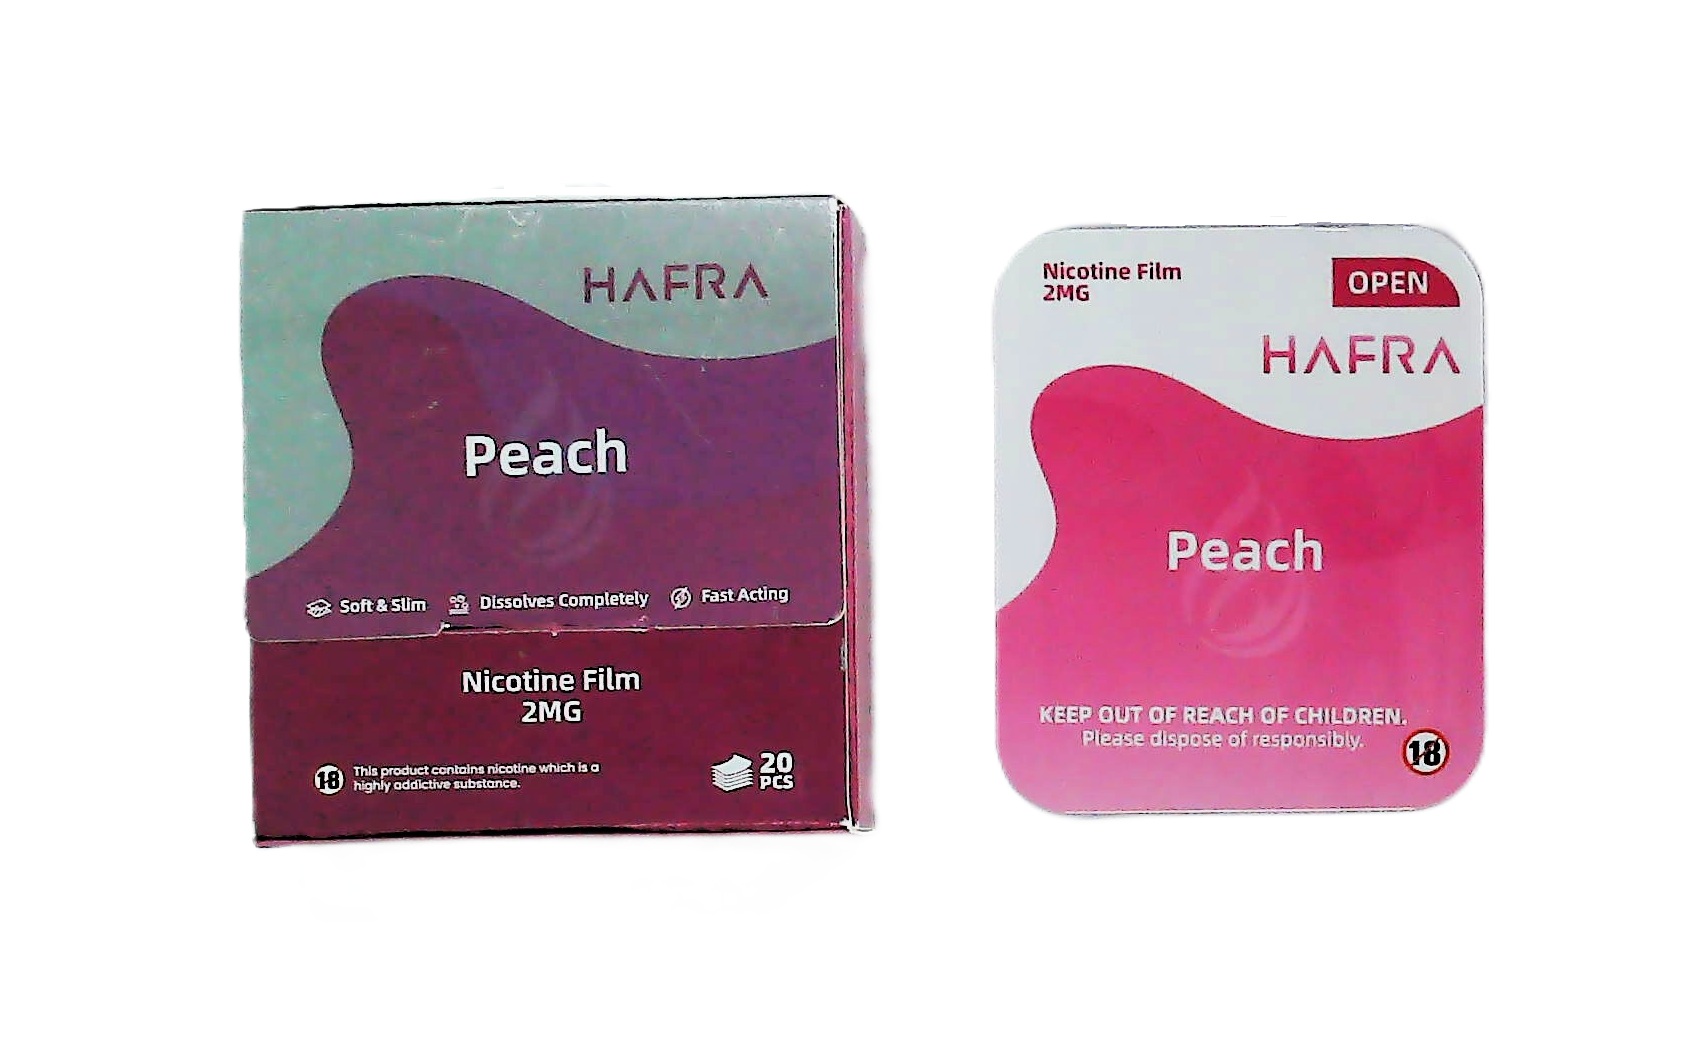 HAFRA
Peach
Soft & Slim
Dissolves Completely
Fast Acting
Nicotine Film
2MG
18
This product contains nicotine which is a
highly addictive substance.
20
PCS
Nicotine Film
2MG
OPEN
HAFRA
Peach
KEEP OUT OF REACH OF CHILDREN.
Please dispose of responsibly.
18